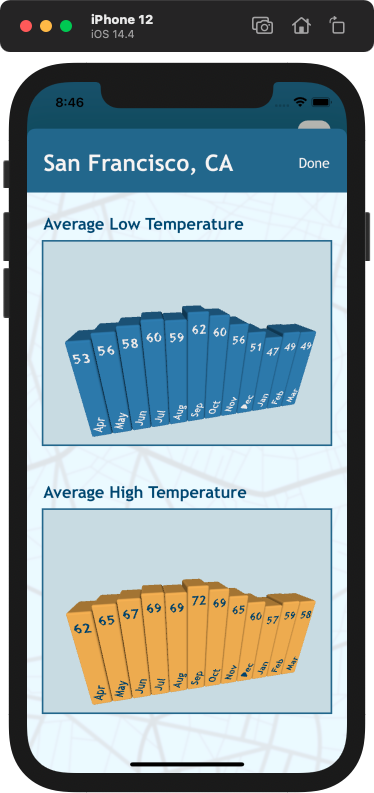 iPhone 12
iOS 14.4
8:46
San Francisco, CA
Done
Average Low Temperature
53 56 58 60 59 62 60 56 51 47 49 49
Apr May Jun Jul Aug Sep Oct Nov Dec Jan Feb Mar
Average High Temperature
62 65 67 69 69 72 69 65 60 57 59 58
Apr May Jun Jul Aug Sep Oct Nov Dec Jan Feb Mar